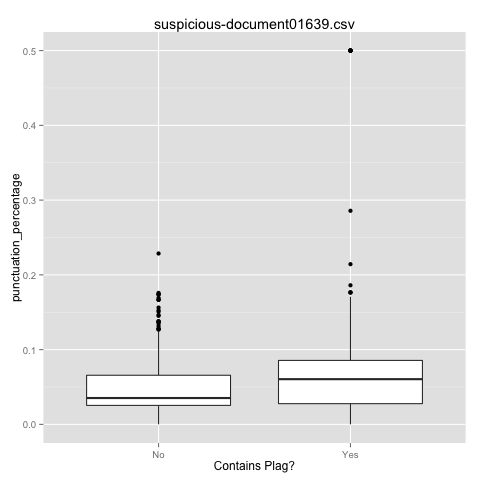 suspicious-document01639.csv
0.5
0.4
0.3
0.2
0.1
0.0
punctuation_percentage
No Yes
Contains Plag?